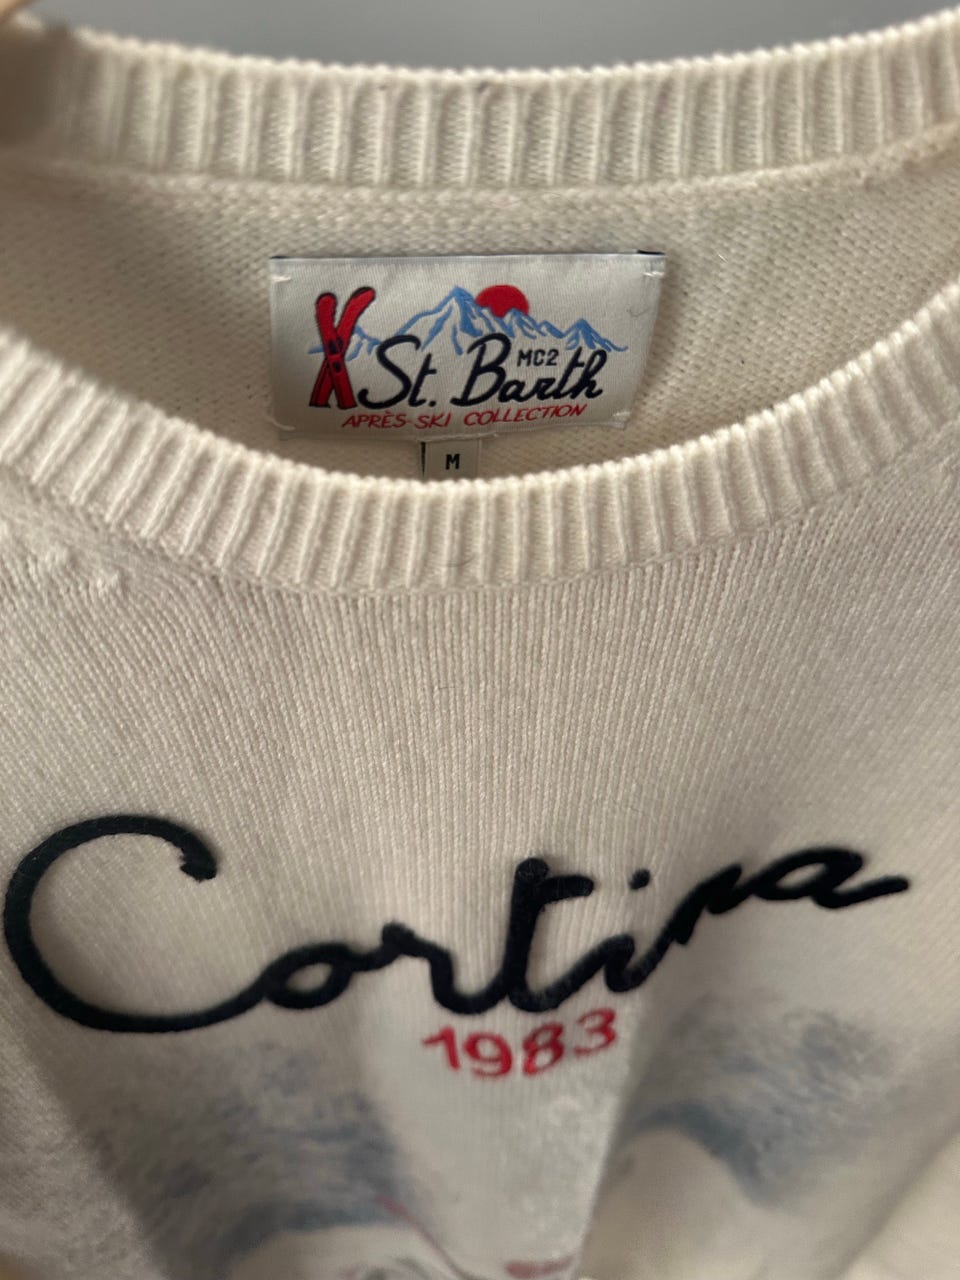 MC2
St. Barth
APRÈS-SKI COLLECTION
M
Cortina
1983